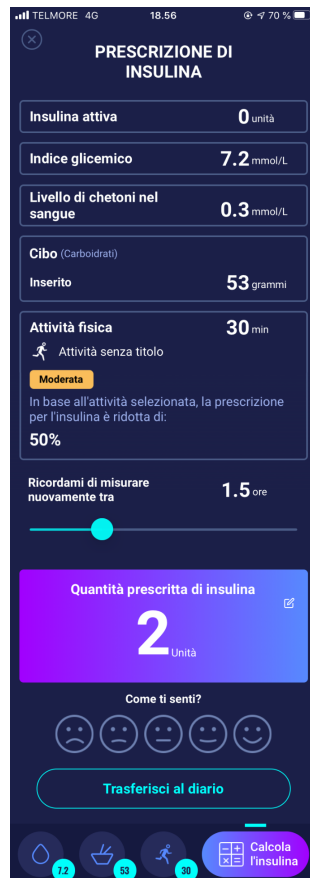 TELMORE 4G 18.56 70 %
PRESCRIZIONE DI
INSULINA
Insulina attiva 0 unità
Indice glicemico 7.2 mmol/L
Livello di chetoni nel
sangue 0.3 mmol/L
Cibo (Carboidrati)
Inserito 53 grammi
Attività fisica 30 min
Attività senza titolo
Moderata
In base all'attività selezionata, la prescrizione
per l'insulina è ridotta di:
50%
Ricordami di misurare
nuovamente tra 1.5 ore
Quantità prescritta di insulina
2 Unità
Come ti senti?
Trasferisci al diario
7.2 53 30 Calcola
l'insulina